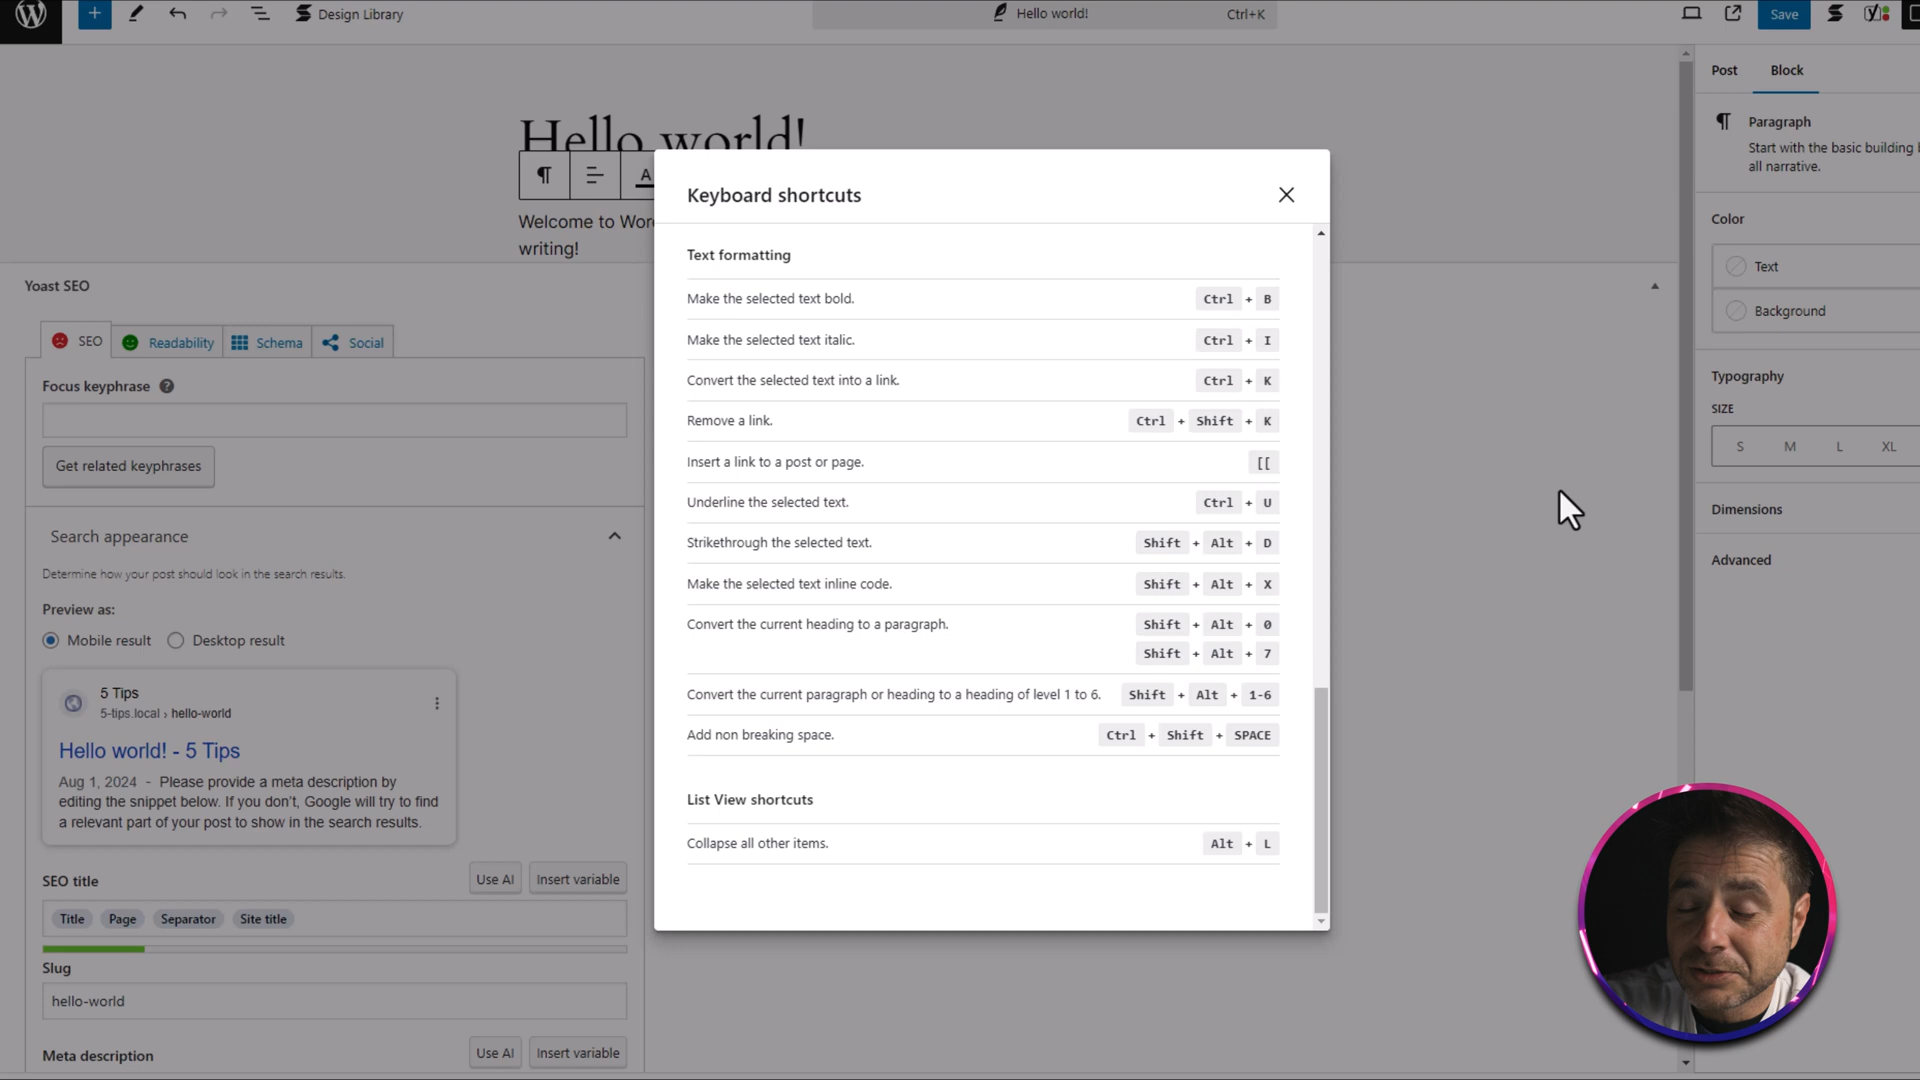 Design Library
Hello world!
Ctrl+K
Save
Post
Block
Paragraph
Start with the basic building
all narrative.
Color
Text
Background
Typography
SIZE
S M L XL
Dimensions
Advanced
Hello world!
A
Welcome to Wor
writing!
Yoast SEO
SEO
Readability
Schema
Social
Focus keyphrase
Get related keyphrases
Search appearance
Determine how your post should look in the search results.
Preview as:
Mobile result
Desktop result
5 Tips
5-tips.local › hello-world
Hello world! - 5 Tips
Aug 1, 2024 - Please provide a meta description by
editing the snippet below. If you don't, Google will try to find
a relevant part of your post to show in the search results.
SEO title
Use AI
Insert variable
Title Page Separator Site title
Slug
hello-world
Meta description
Use AI
Insert variable
Keyboard shortcuts
Text formatting
Make the selected text bold. Ctrl + B
Make the selected text italic. Ctrl + I
Convert the selected text into a link. Ctrl + K
Remove a link. Ctrl + Shift + K
Insert a link to a post or page. [[
Underline the selected text. Ctrl + U
Strikethrough the selected text. Shift + Alt + D
Make the selected text inline code. Shift + Alt + X
Convert the current heading to a paragraph. Shift + Alt + 0
Shift + Alt + 7
Convert the current paragraph or heading to a heading of level 1 to 6. Shift + Alt + 1-6
Add non breaking space. Ctrl + Shift + SPACE
List View shortcuts
Collapse all other items. Alt + L